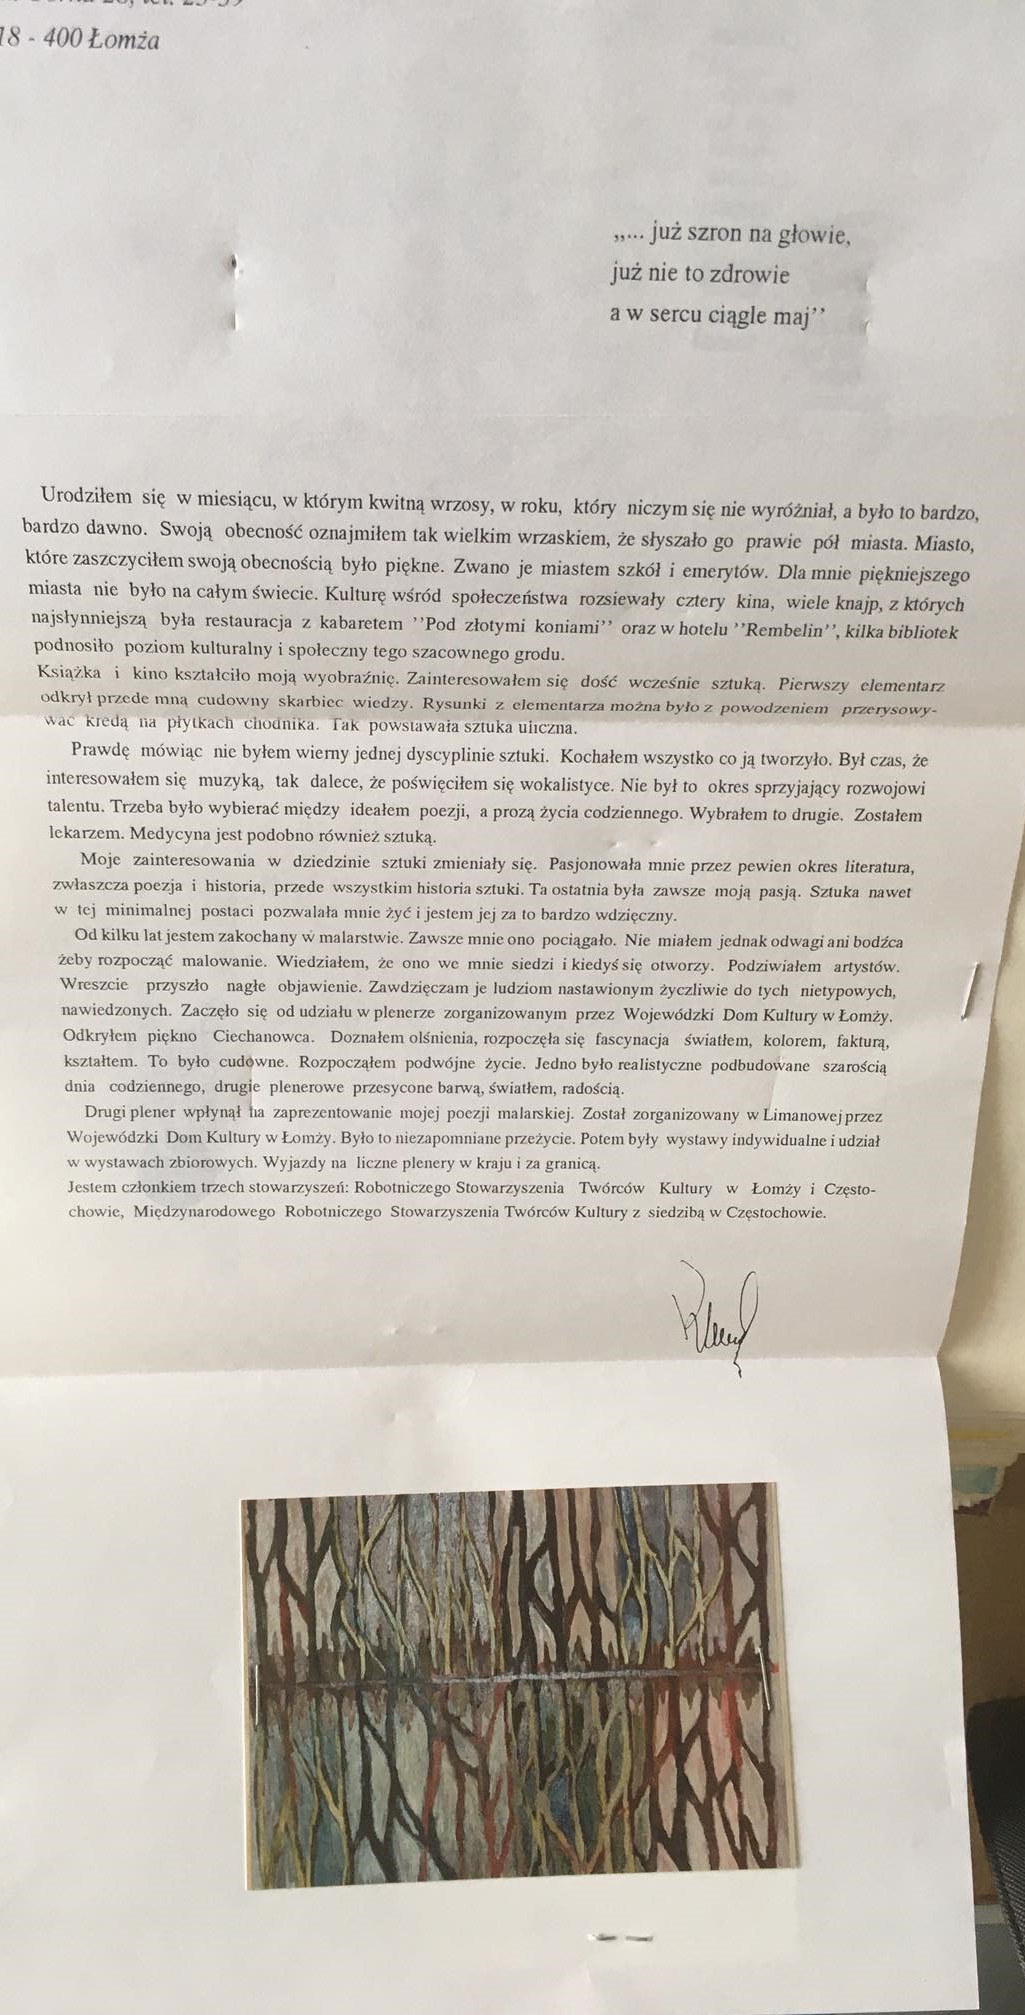 18 - 400 Łomża
„... już szron na głowie,
już nie to zdrowie
a w sercu ciągle maj’’
Urodziłem się w miesiącu, w którym kwitną wrzosy, w roku, który niczym się nie wyróżniał, a było to bardzo,
bardzo dawno. Swoją obecność oznajmiłem tak wielkim wrzaskiem, że słyszało go prawie pół miasta. Miasto,
które zaszczyciłem swoją obecnością było piękne. Zwano je miastem szkół i emerytów. Dla mnie piękniejszego
miasta nie było na całym świecie. Kulturę wśród społeczeństwa rozsiewały cztery kina, wiele knajp, z których
najsłynniejszą była restauracja z kabaretem ’’Pod złotymi koniami’’ oraz w hotelu ’’Rembelin’’, kilka bibliotek
podnosiło poziom kulturalny i społeczny tego szacownego grodu.
Książka i kino kształciło moją wyobraźnię. Zainteresowałem się dość wcześnie sztuką. Pierwszy elementarz
odkrył przede mną cudowny skarbiec wiedzy. Rysunki z elementarza można było z powodzeniem przerysowy-
wać kredą na płytkach chodnika. Tak powstawała sztuka uliczna.
Prawdę mówiąc nie byłem wierny jednej dyscyplinie sztuki. Kochałem wszystko co ją tworzyło. Był czas, że
interesowałem się muzyką, tak dalece, że poświęciłem się wokalistyce. Nie był to okres sprzyjający rozwojowi
talentu. Trzeba było wybierać między ideałem poezji, a prozą życia codziennego. Wybrałem to drugie. Zostałem
lekarzem. Medycyna jest podobno również sztuką.
Moje zainteresowania w dziedzinie sztuki zmieniały się. Pasjonowała mnie przez pewien okres literatura,
zwłaszcza poezja i historia, przede wszystkim historia sztuki. Ta ostatnia była zawsze moją pasją. Sztuka nawet
w tej minimalnej postaci pozwalała mnie żyć i jestem jej za to bardzo wdzięczny.
Od kilku lat jestem zakochany w malarstwie. Zawsze mnie ono pociągało. Nie miałem jednak odwagi ani bodźca
żeby rozpocząć malowanie. Wiedziałem, że ono we mnie siedzi i kiedyś się otworzy. Podziwiałem artystów.
Wreszcie przyszło nagłe objawienie. Zawdzięczam je ludziom nastawionym życzliwie do tych nietypowych,
nawiedzonych. Zaczęło się od udziału w plenerze zorganizowanym przez Wojewódzki Dom Kultury w Łomży.
Odkryłem piękno Ciechanowca. Doznałem olśnienia, rozpoczęła się fascynacja światłem, kolorem, fakturą,
kształtem. To było cudowne. Rozpocząłem podwójne życie. Jedno było realistyczne podbudowane szarością
dnia codziennego, drugie plenerowe przesycone barwą, światłem, radością.
Drugi plener wpłynął na zaprezentowanie mojej poezji malarskiej. Został zorganizowany w Limanowej przez
Wojewódzki Dom Kultury w Łomży. Było to niezapomniane przeżycie. Potem były wystawy indywidualne i udział
w wystawach zbiorowych. Wyjazdy na liczne plenery w kraju i za granicą.
Jestem członkiem trzech stowarzyszeń: Robotniczego Stowarzyszenia Twórców Kultury w Łomży i Często-
chowie, Międzynarodowego Robotniczego Stowarzyszenia Twórców Kultury z siedzibą w Częstochowie.